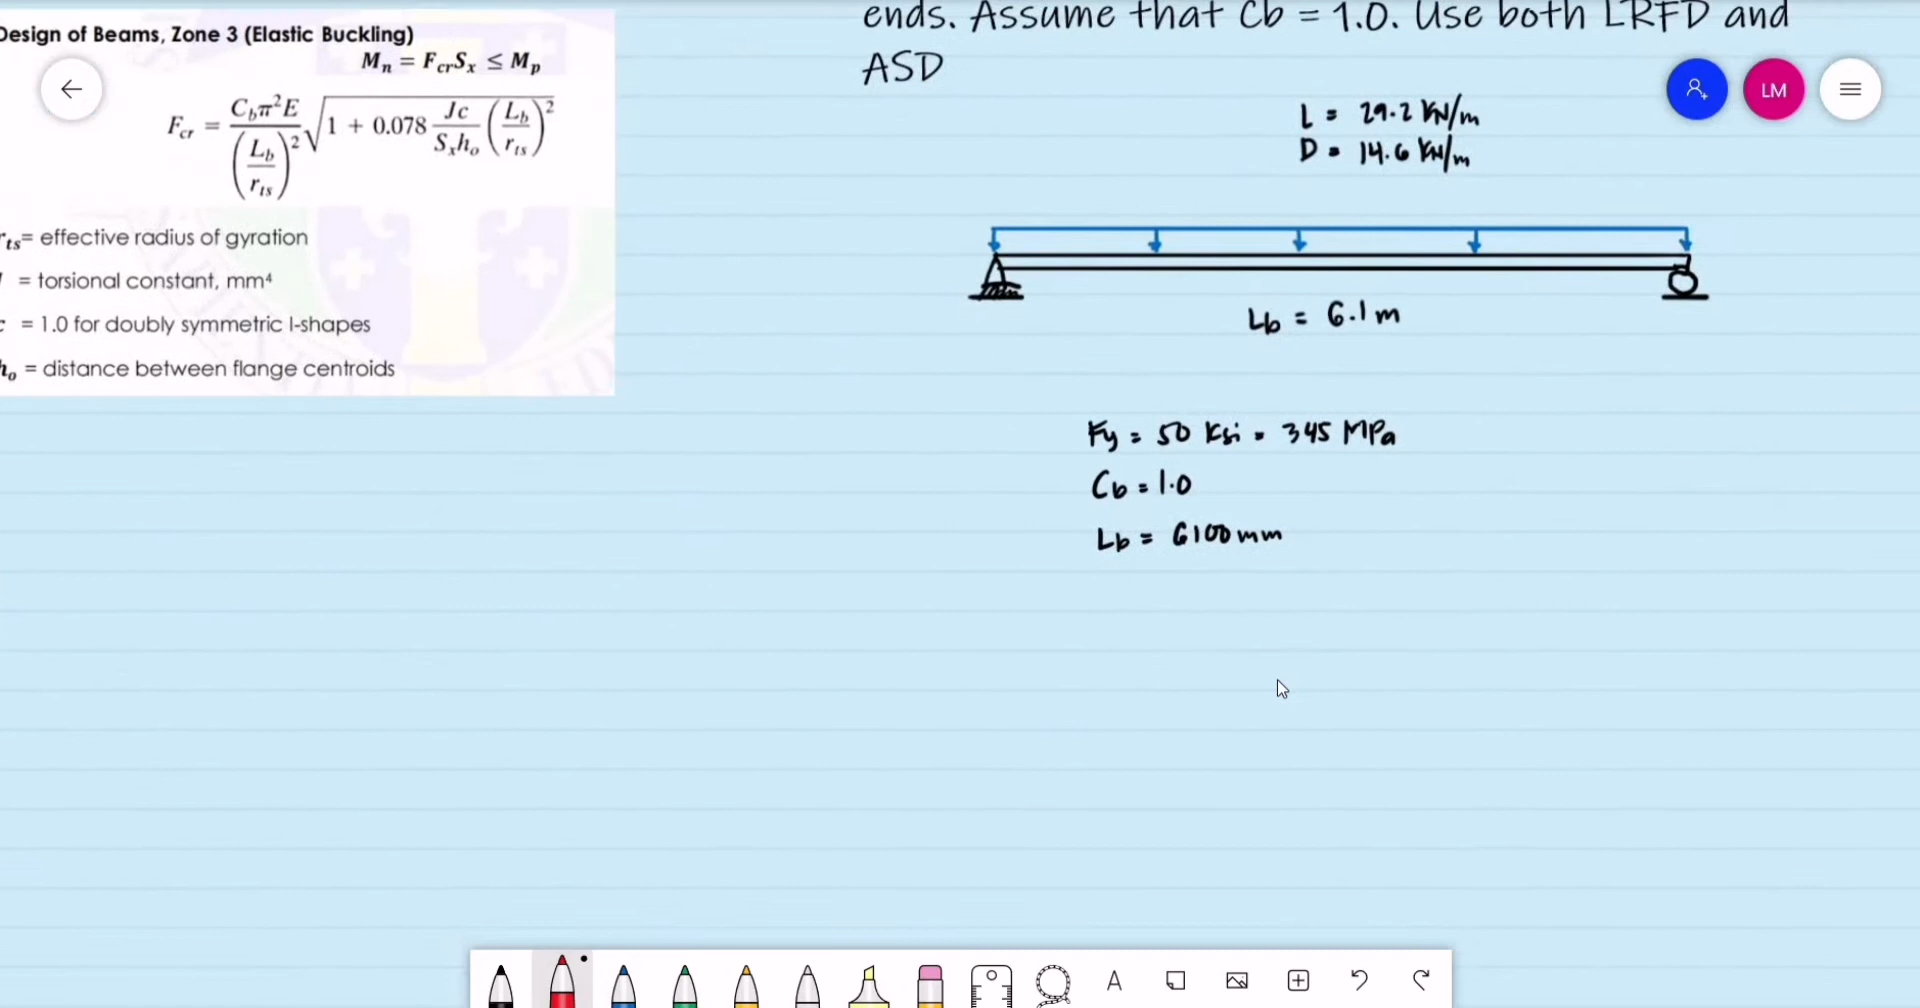 Design of Beams, Zone 3 (Elastic Buckling)
Mn = FcrSx ≤ Mp
Fcr = Cbπ²E / (Lb/rts)² √(1 + 0.078 Jc/(Sxho) (Lb/rts)²)
rts= effective radius of gyration
= torsional constant, mm⁴
= 1.0 for doubly symmetric I-shapes
ho = distance between flange centroids
ends. Assume that Cb = 1.0. Use both LRFD and
ASD
LM
L = 29.2 KN/m
D = 14.6 KN/m
Lb = 6.1 m
Fy = 50 Ksi = 345 MPa
Cb = 1.0
Lb = 6100 mm
A